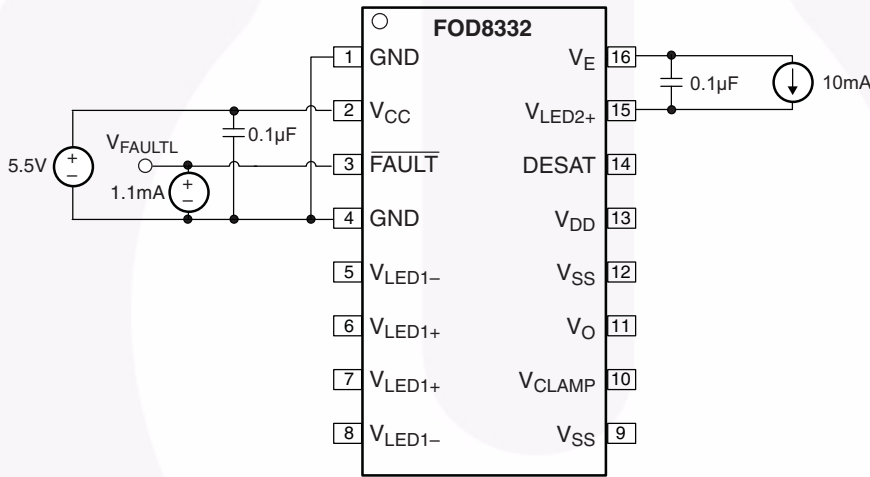 FOD8332
1 GND
2 VCC
3 FAULT
4 GND
5 VLED1–
6 VLED1+
7 VLED1+
8 VLED1–
VE 16
VLED2+ 15
DESAT 14
VDD 13
VSS 12
VO 11
VCLAMP 10
VSS 9
0.1µF
VFAULTL
5.5V
+
–
1.1mA
+
–
0.1µF
10mA